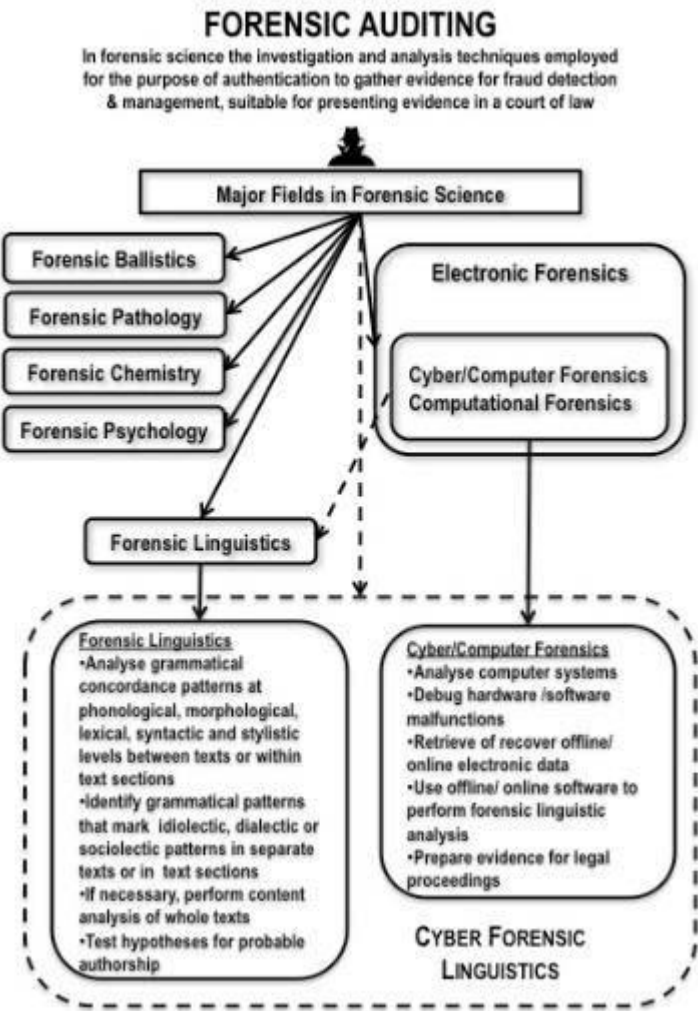 FORENSIC AUDITING
In forensic science the investigation and analysis techniques employed
for the purpose of authentication to gather evidence for fraud detection
& management, suitable for presenting evidence in a court of law
Major Fields in Forensic Science
Forensic Ballistics
Forensic Pathology
Forensic Chemistry
Forensic Psychology
Electronic Forensics
Cyber/Computer Forensics
Computational Forensics
Forensic Linguistics
Forensic Linguistics
•Analyse grammatical
concordance patterns at
phonological, morphological,
lexical, syntactic and stylistic
levels between texts or within
text sections
•Identify grammatical patterns
that mark idiolectic, dialectic or
sociolectic patterns in separate
texts or in text sections
•If necessary, perform content
analysis of whole texts
•Test hypotheses for probable
authorship
Cyber/Computer Forensics
•Analyse computer systems
•Debug hardware /software
malfunctions
•Retrieve of recover offline/
online electronic data
•Use offline/ online software to
perform forensic linguistic
analysis
•Prepare evidence for legal
proceedings
CYBER FORENSIC
LINGUISTICS